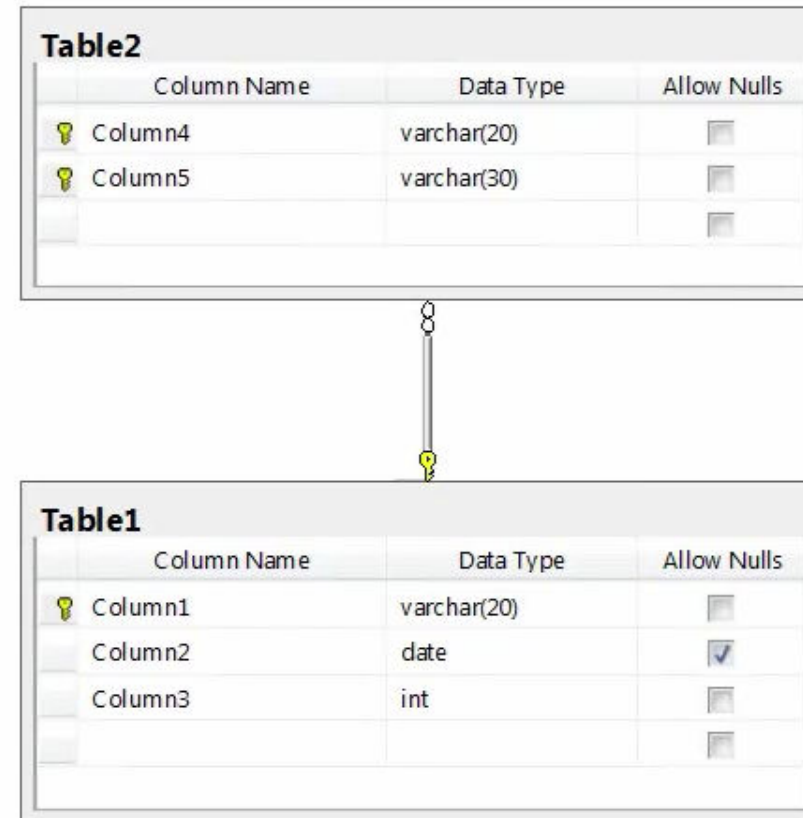 Table2
Column Name Data Type Allow Nulls
Column4 varchar(20)
Column5 varchar(30)
Table1
Column Name Data Type Allow Nulls
Column1 varchar(20)
Column2 date
Column3 int